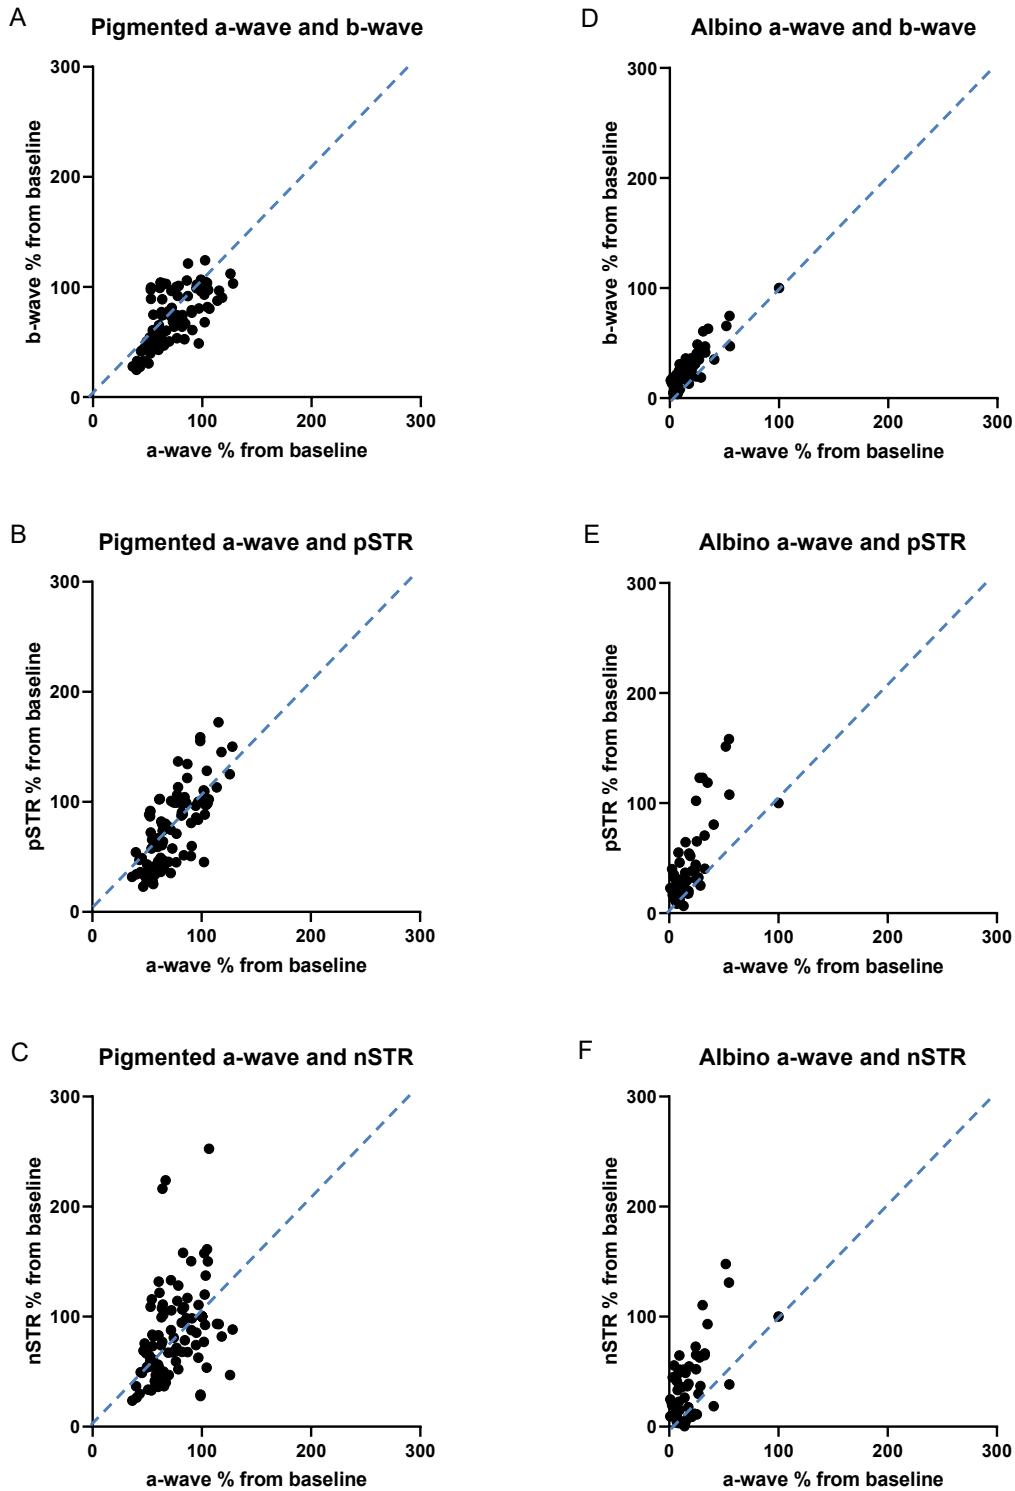 A
Pigmented a-wave and b-wave
300
200
100
0
b-wave % from baseline
0 100 200 300
a-wave % from baseline
D
Albino a-wave and b-wave
300
200
100
0
b-wave % from baseline
0 100 200 300
a-wave % from baseline
B
Pigmented a-wave and pSTR
300
200
100
0
pSTR % from baseline
0 100 200 300
a-wave % from baseline
E
Albino a-wave and pSTR
300
200
100
0
pSTR % from baseline
0 100 200 300
a-wave % from baseline
C
Pigmented a-wave and nSTR
300
200
100
0
nSTR % from baseline
0 100 200 300
a-wave % from baseline
F
Albino a-wave and nSTR
300
200
100
0
nSTR % from baseline
0 100 200 300
a-wave % from baseline